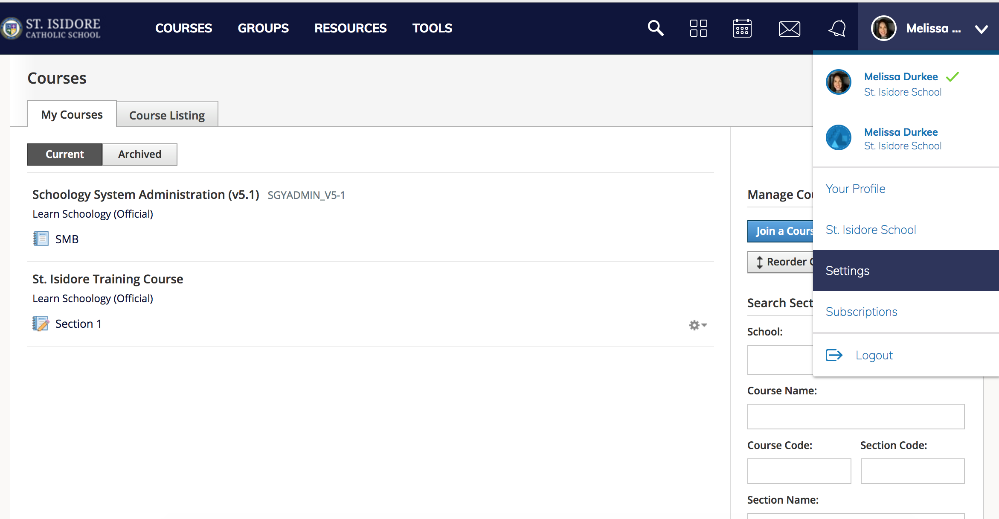 ST. ISIDORE
CATHOLIC SCHOOL
COURSES
GROUPS
RESOURCES
TOOLS
Melissa ...
Courses
My Courses
Course Listing
Current
Archived
Schoology System Administration (v5.1) SGYADMIN_V5-1
Learn Schoology (Official)
SMB
St. Isidore Training Course
Learn Schoology (Official)
Section 1
Manage Cou
Join a Cours
Reorder C
Search Sect
School:
Course Name:
Course Code:
Section Code:
Section Name:
Melissa Durkee
St. Isidore School
Melissa Durkee
St. Isidore School
Your Profile
St. Isidore School
Settings
Subscriptions
Logout